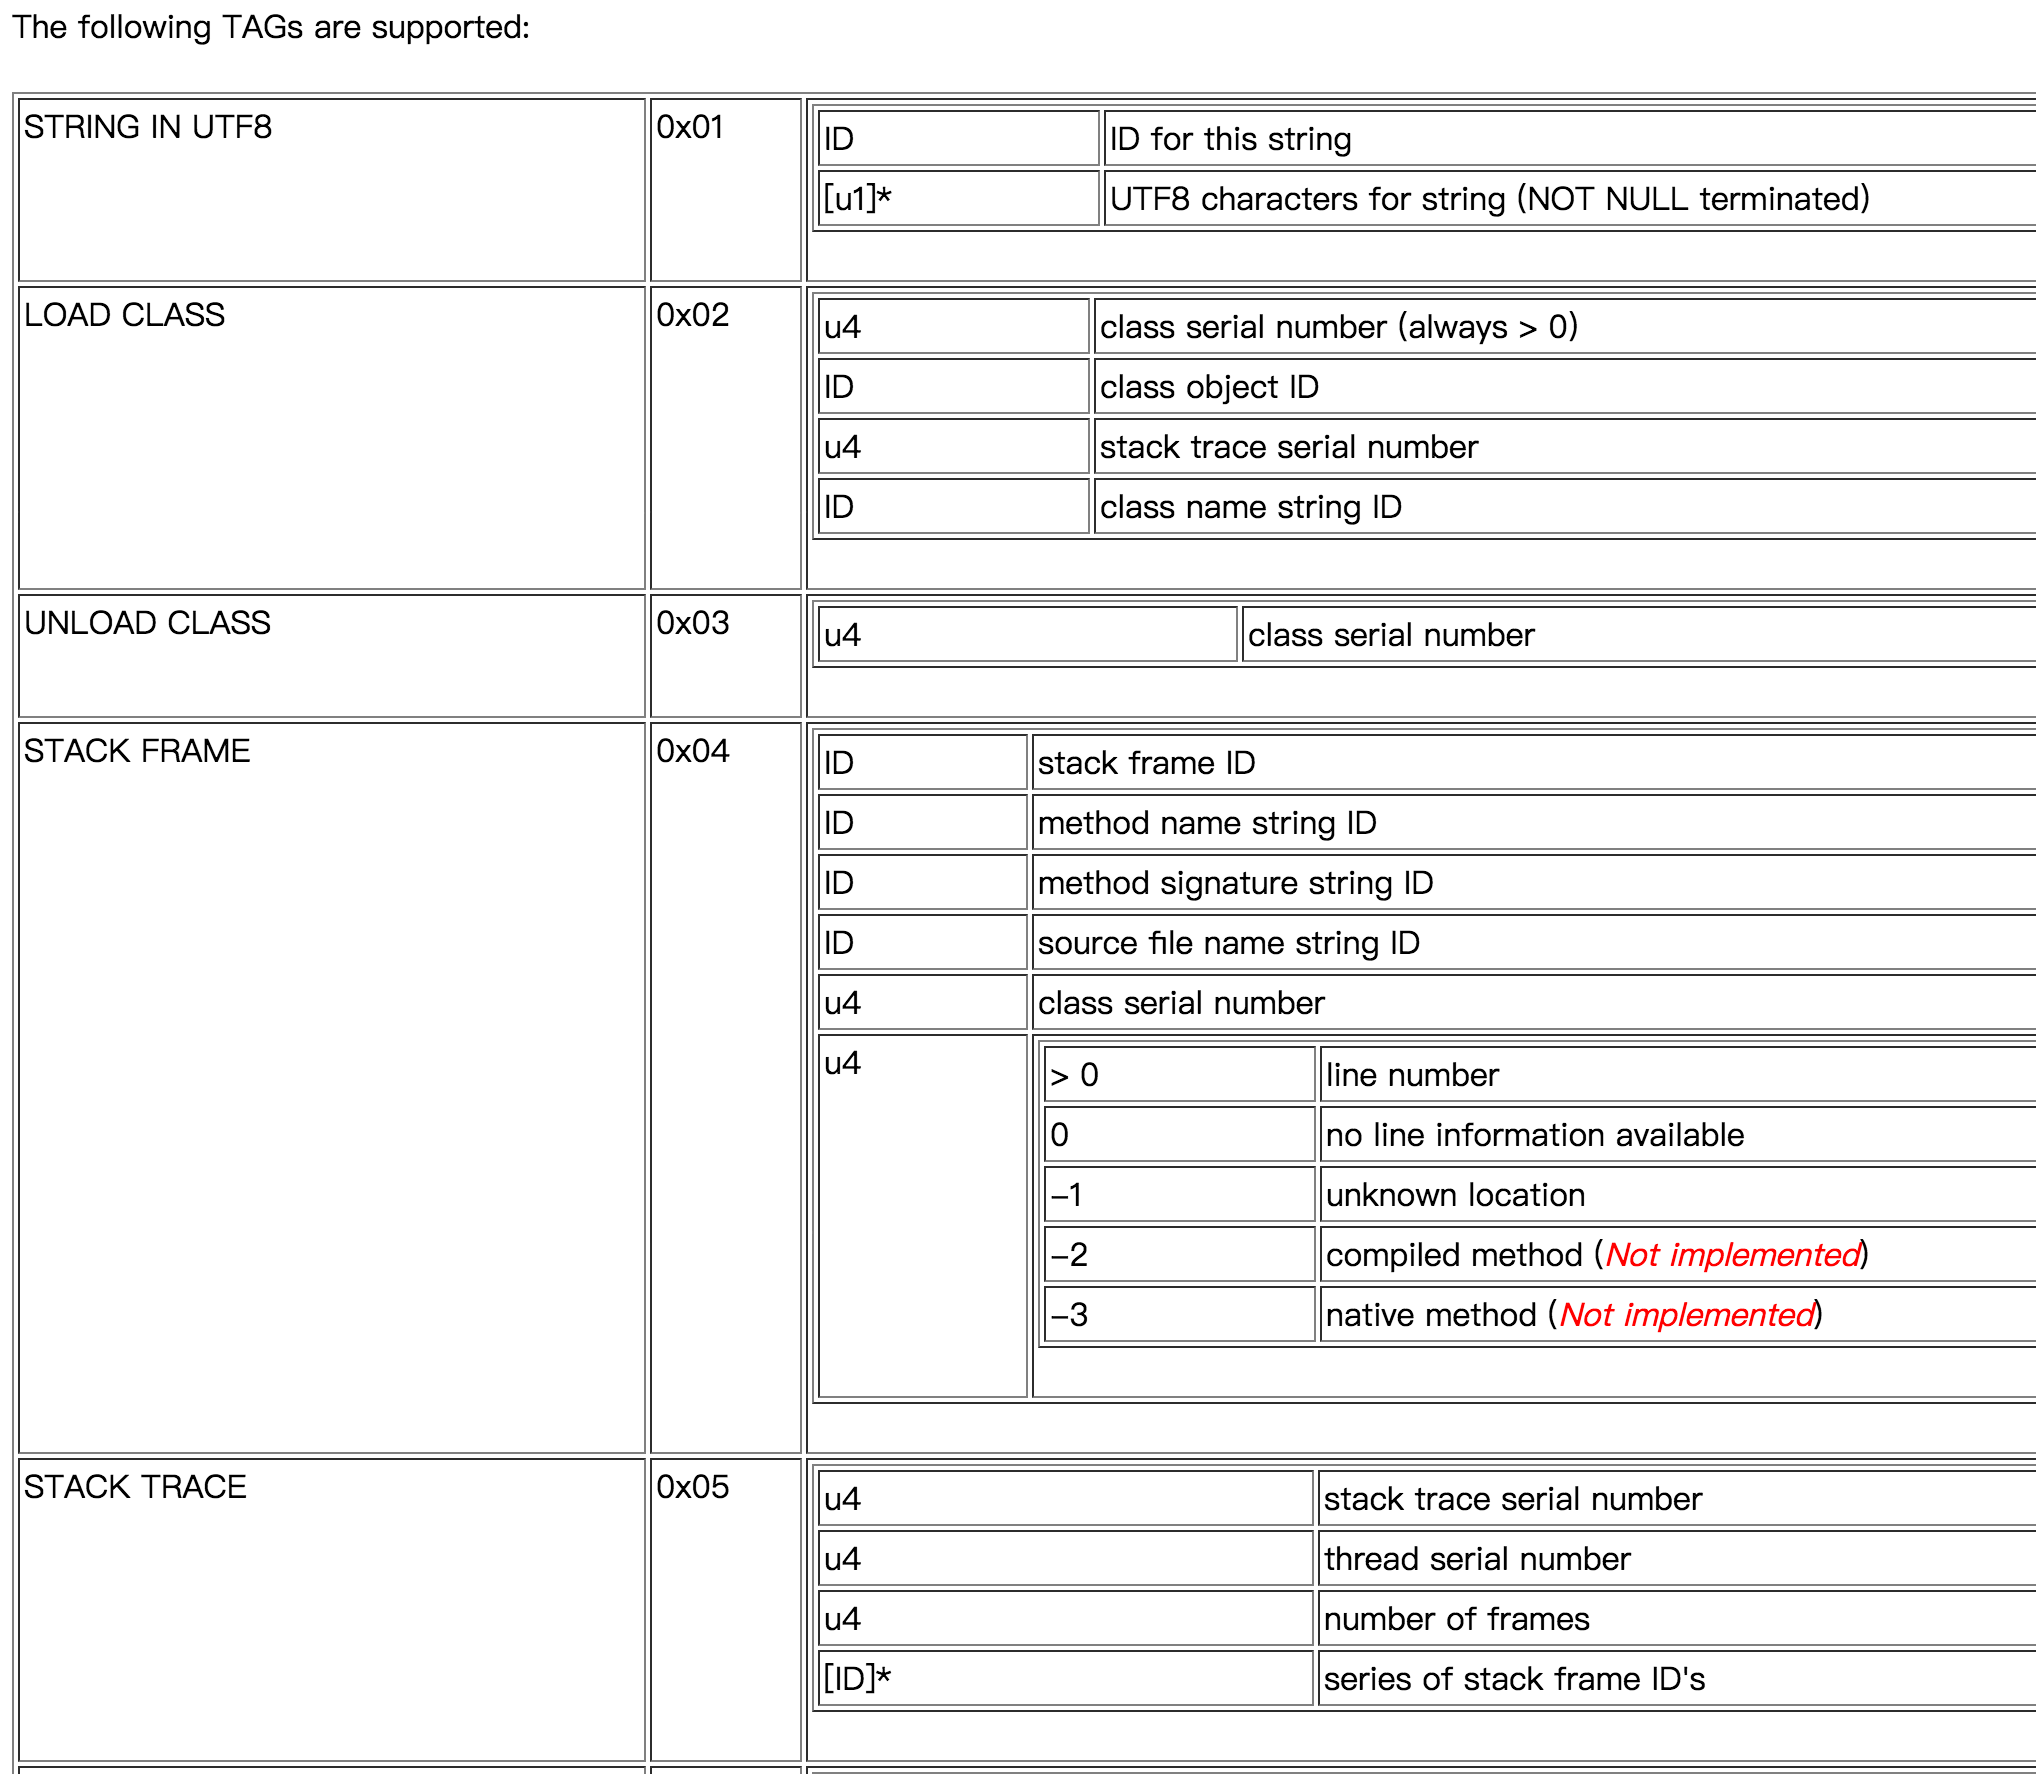 The following TAGs are supported:
STRING IN UTF8 0x01 ID ID for this string
[u1]* UTF8 characters for string (NOT NULL terminated)
LOAD CLASS 0x02 u4 class serial number (always > 0)
ID class object ID
u4 stack trace serial number
ID class name string ID
UNLOAD CLASS 0x03 u4 class serial number
STACK FRAME 0x04 ID stack frame ID
ID method name string ID
ID method signature string ID
ID source file name string ID
u4 class serial number
u4 > 0 line number
0 no line information available
-1 unknown location
-2 compiled method (Not implemented)
-3 native method (Not implemented)
STACK TRACE 0x05 u4 stack trace serial number
u4 thread serial number
u4 number of frames
[ID]* series of stack frame ID's